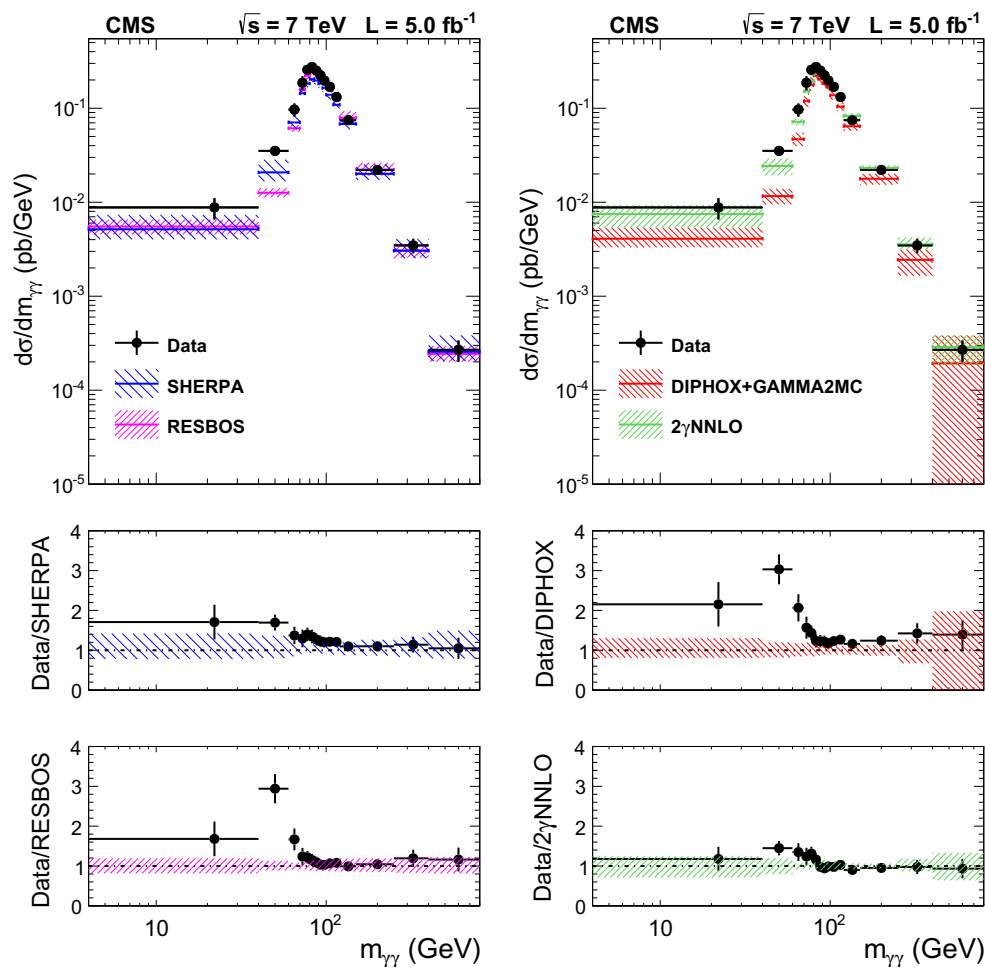 CMS √s = 7 TeV L = 5.0 fb⁻¹
dσ/dm_γγ (pb/GeV)
10⁻¹
10⁻²
10⁻³
10⁻⁴
10⁻⁵
Data
SHERPA
RESBOS
CMS √s = 7 TeV L = 5.0 fb⁻¹
dσ/dm_γγ (pb/GeV)
10⁻¹
10⁻²
10⁻³
10⁻⁴
10⁻⁵
Data
DIPHOX+GAMMA2MC
2γNNLO
Data/SHERPA
4
3
2
1
0
Data/DIPHOX
4
3
2
1
0
Data/RESBOS
4
3
2
1
0
10 10²
m_γγ (GeV)
Data/2γNNLO
4
3
2
1
0
10 10²
m_γγ (GeV)